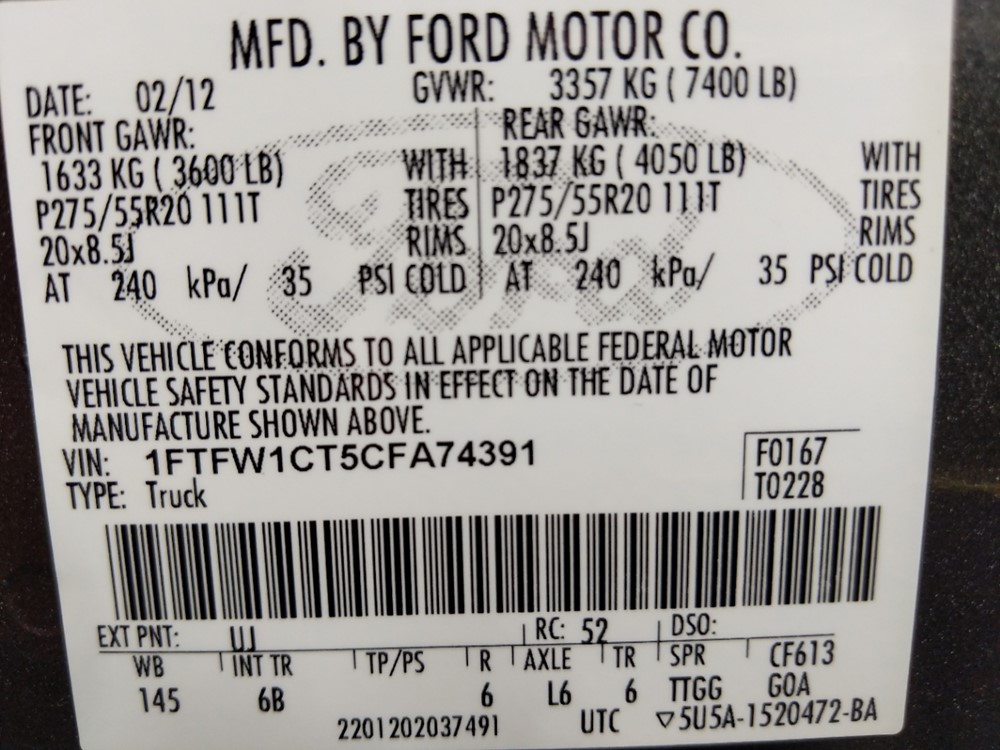 MFD. BY FORD MOTOR CO.
DATE: 02/12 GVWR: 3357 KG ( 7400 LB)
FRONT GAWR: REAR GAWR:
1633 KG ( 3600 LB) WITH 1837 KG ( 4050 LB) WITH
P275/55R20 111T TIRES P275/55R20 111T TIRES
20x8.5J RIMS 20x8.5J RIMS
AT 240 kPa/ 35 PSI COLD AT 240 kPa/ 35 PSI COLD
Ford
THIS VEHICLE CONFORMS TO ALL APPLICABLE FEDERAL MOTOR
VEHICLE SAFETY STANDARDS IN EFFECT ON THE DATE OF
MANUFACTURE SHOWN ABOVE.
VIN: 1FTFW1CT5CFA74391 F0167
TYPE: Truck T0228
EXT PNT: UJ RC: 52 DSO:
WB INT TR TP/PS R AXLE TR SPR CF613
145 6B 6 L6 6 TTGG GOA
2201202037491 UTC ▽5U5A-1520472-BA